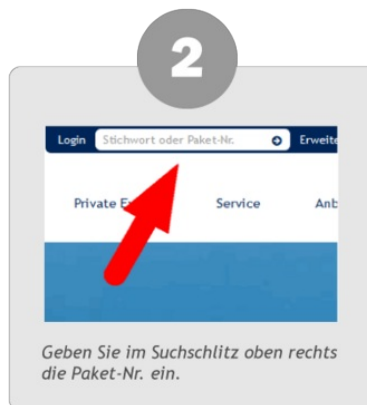 2
Login Stichwort oder Paket-Nr. Erweite
Private E Service Anb
Geben Sie im Suchschlitz oben rechts
die Paket-Nr. ein.